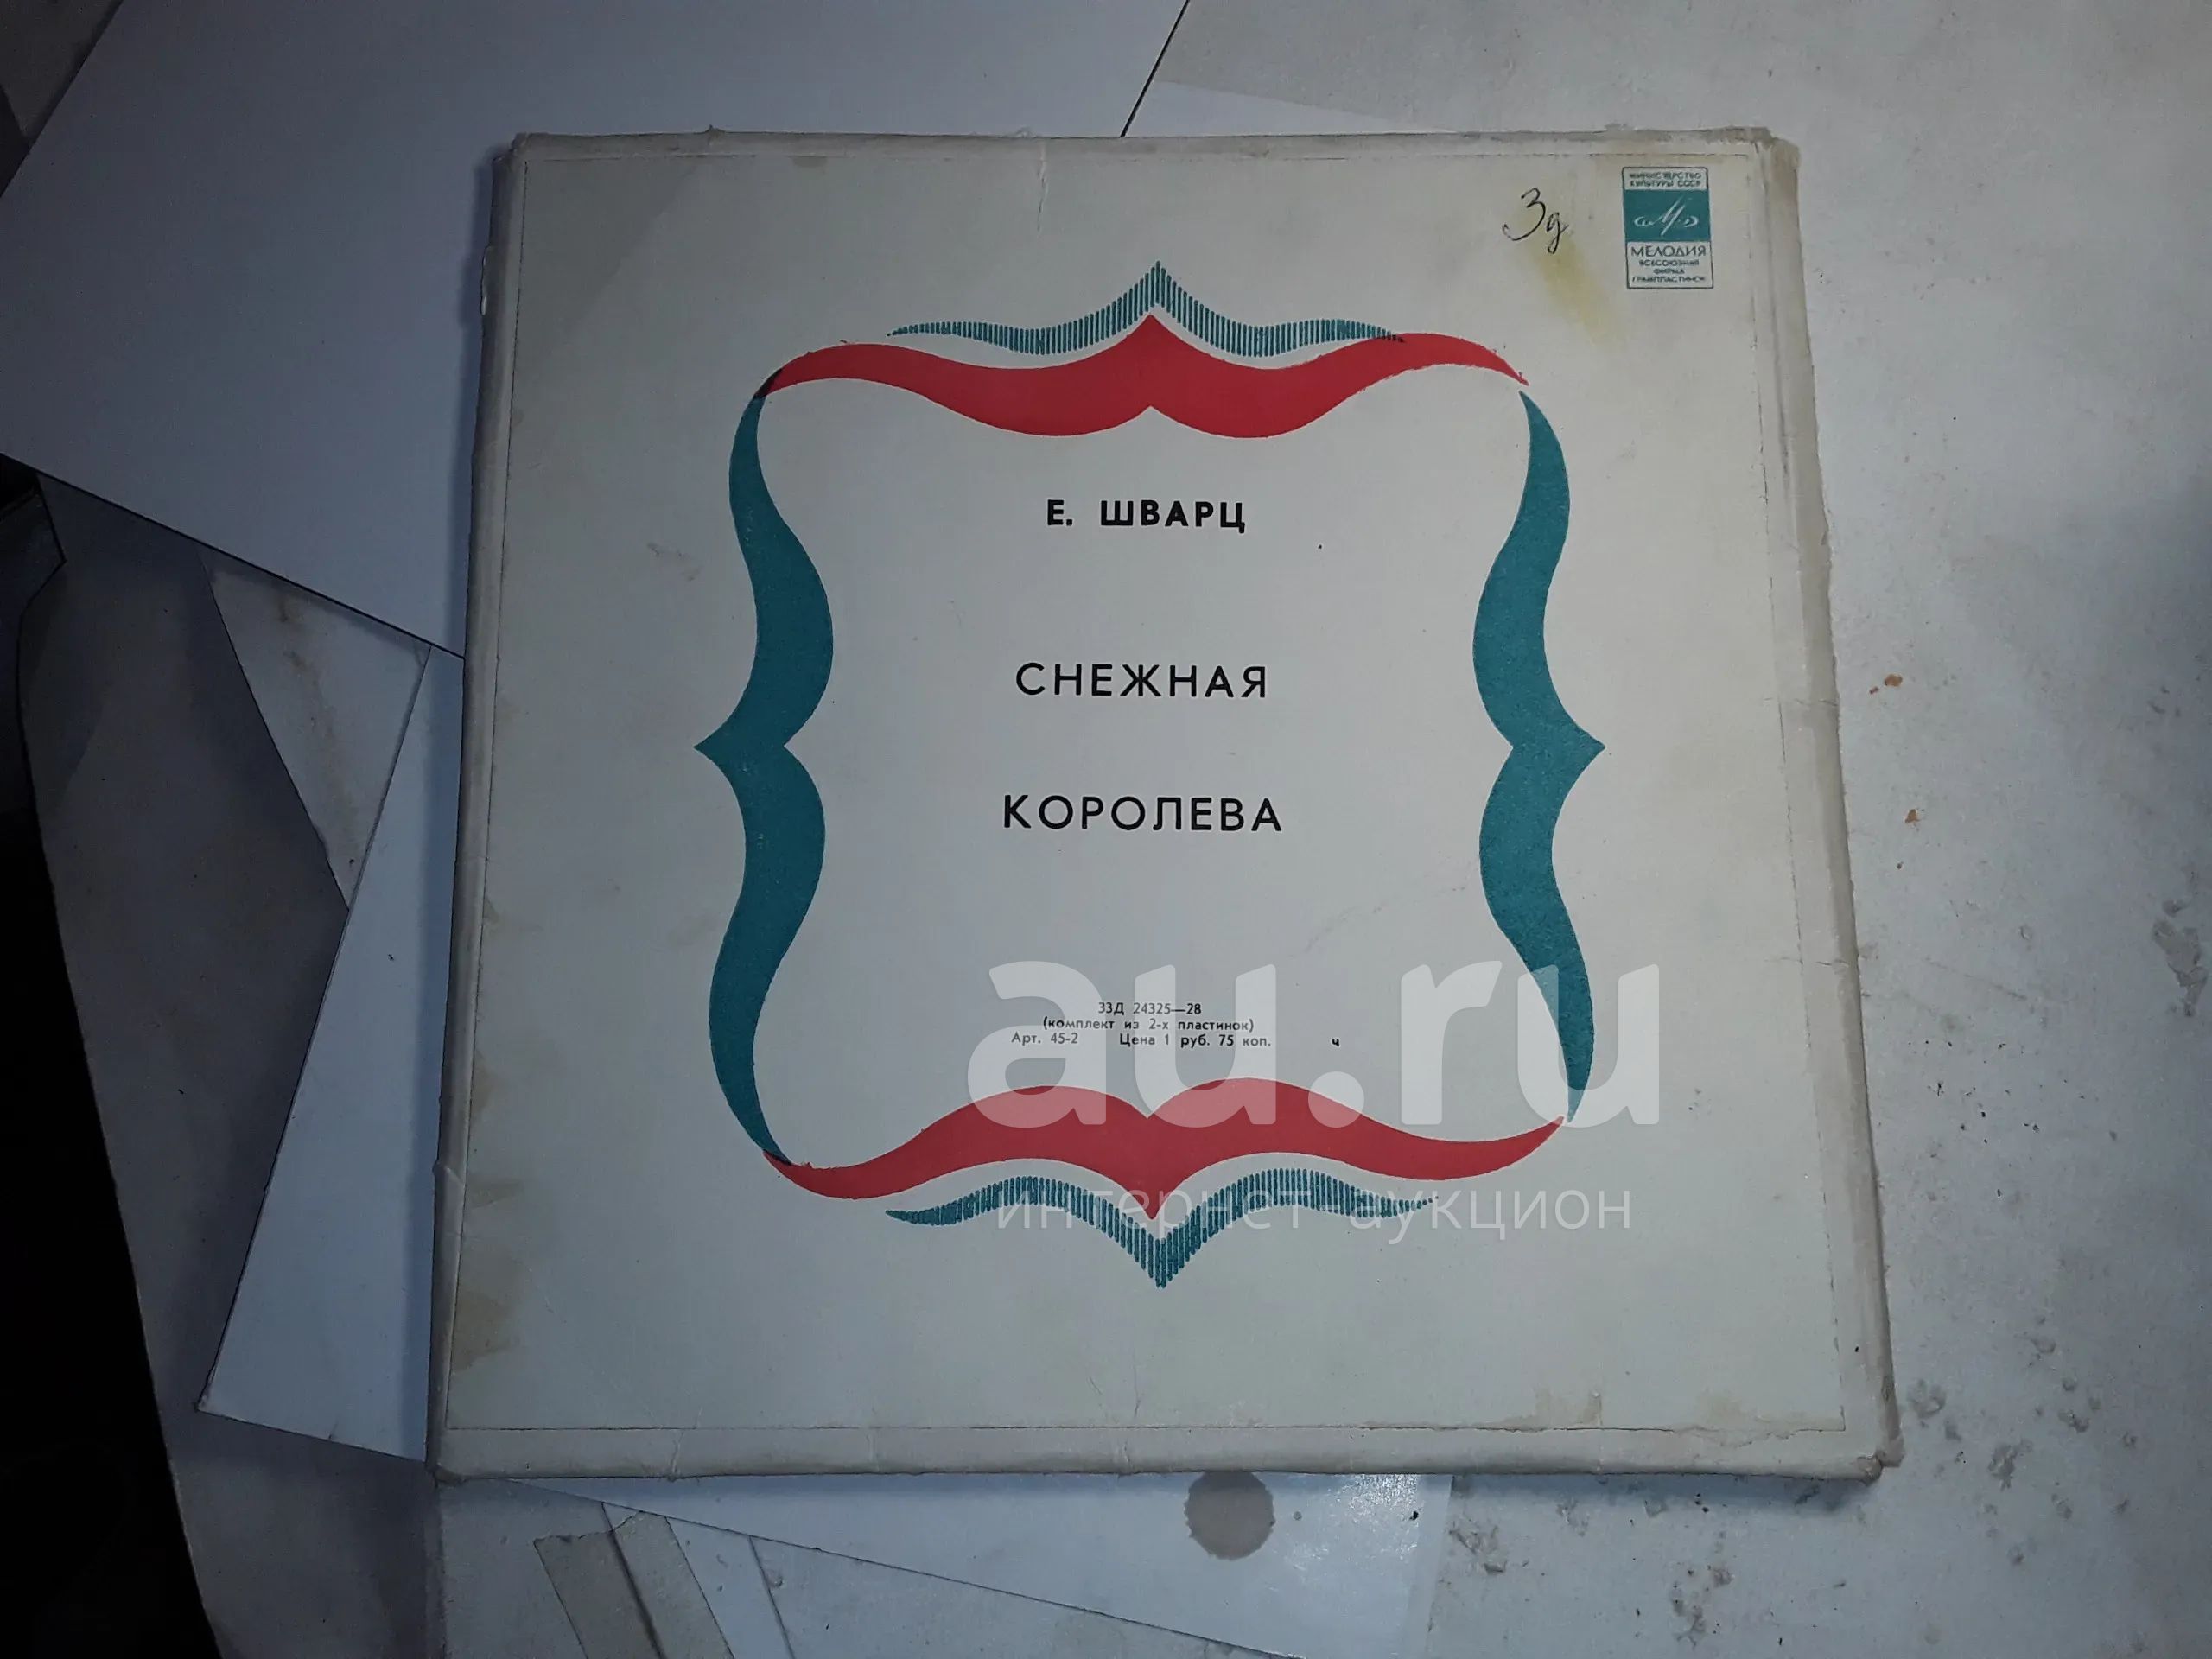 3д
МИНИСТЕРСТВО
КУЛЬТУРЫ СССР
МЕЛОДИЯ
ВСЕСОЮЗНАЯ
ФИРМА
ГРАМПЛАСТИНОК
Е. ШВАРЦ
СНЕЖНАЯ
КОРОЛЕВА
33Д 24325—28
(комплект из 2-х пластинок)
Арт. 45-2 Цена 1 руб. 75 коп. ч
au.ru
интернет-аукцион